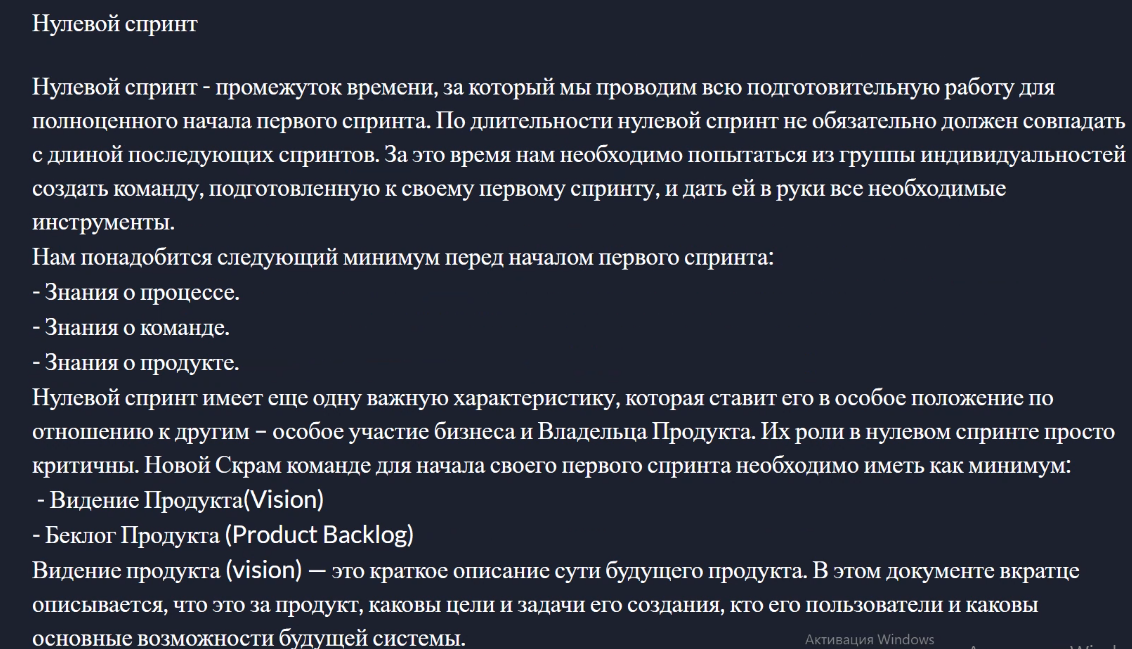 Нулевой спринт
Нулевой спринт - промежуток времени, за который мы проводим всю подготовительную работу для
полноценного начала первого спринта. По длительности нулевой спринт не обязательно должен совпадать
с длиной последующих спринтов. За это время нам необходимо попытаться из группы индивидуальностей
создать команду, подготовленную к своему первому спринту, и дать ей в руки все необходимые
инструменты.
Нам понадобится следующий минимум перед началом первого спринта:
- Знания о процессе.
- Знания о команде.
- Знания о продукте.
Нулевой спринт имеет еще одну важную характеристику, которая ставит его в особое положение по
отношению к другим – особое участие бизнеса и Владельца Продукта. Их роли в нулевом спринте просто
критичны. Новой Скрам команде для начала своего первого спринта необходимо иметь как минимум:
- Видение Продукта(Vision)
- Беклог Продукта (Product Backlog)
Видение продукта (vision) — это краткое описание сути будущего продукта. В этом документе вкратце
описывается, что это за продукт, каковы цели и задачи его создания, кто его пользователи и каковы
основные возможности будущей системы.
Активация Windows